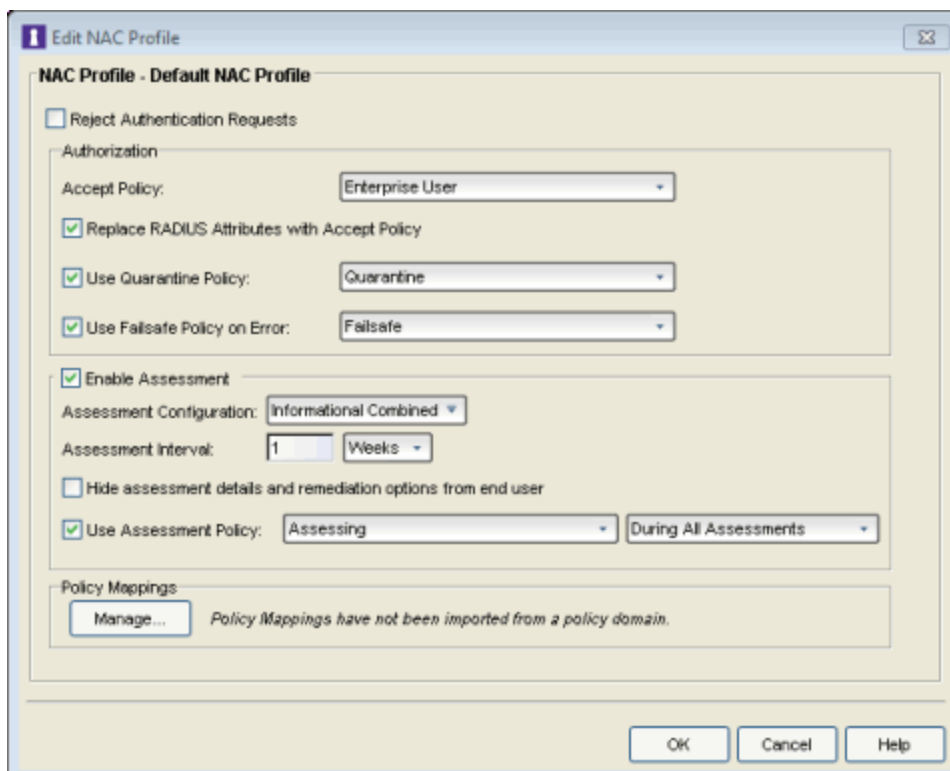 Edit NAC Profile
NAC Profile - Default NAC Profile
Reject Authentication Requests
Authorization
Accept Policy: Enterprise User
Replace RADIUS Attributes with Accept Policy
Use Quarantine Policy: Quarantine
Use Failsafe Policy on Error: Failsafe
Enable Assessment
Assessment Configuration: Informational Combined
Assessment Interval: 1 Weeks
Hide assessment details and remediation options from end user
Use Assessment Policy: Assessing During All Assessments
Policy Mappings
Manage... Policy Mappings have not been imported from a policy domain.
OK Cancel Help